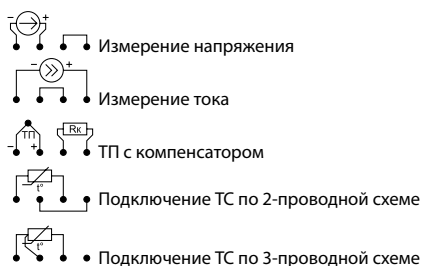 − +
Измерение напряжения
− +
Измерение тока
ТП Rк
− +
ТП с компенсатором
t°
Подключение ТС по 2-проводной схеме
t°
Подключение ТС по 3-проводной схеме